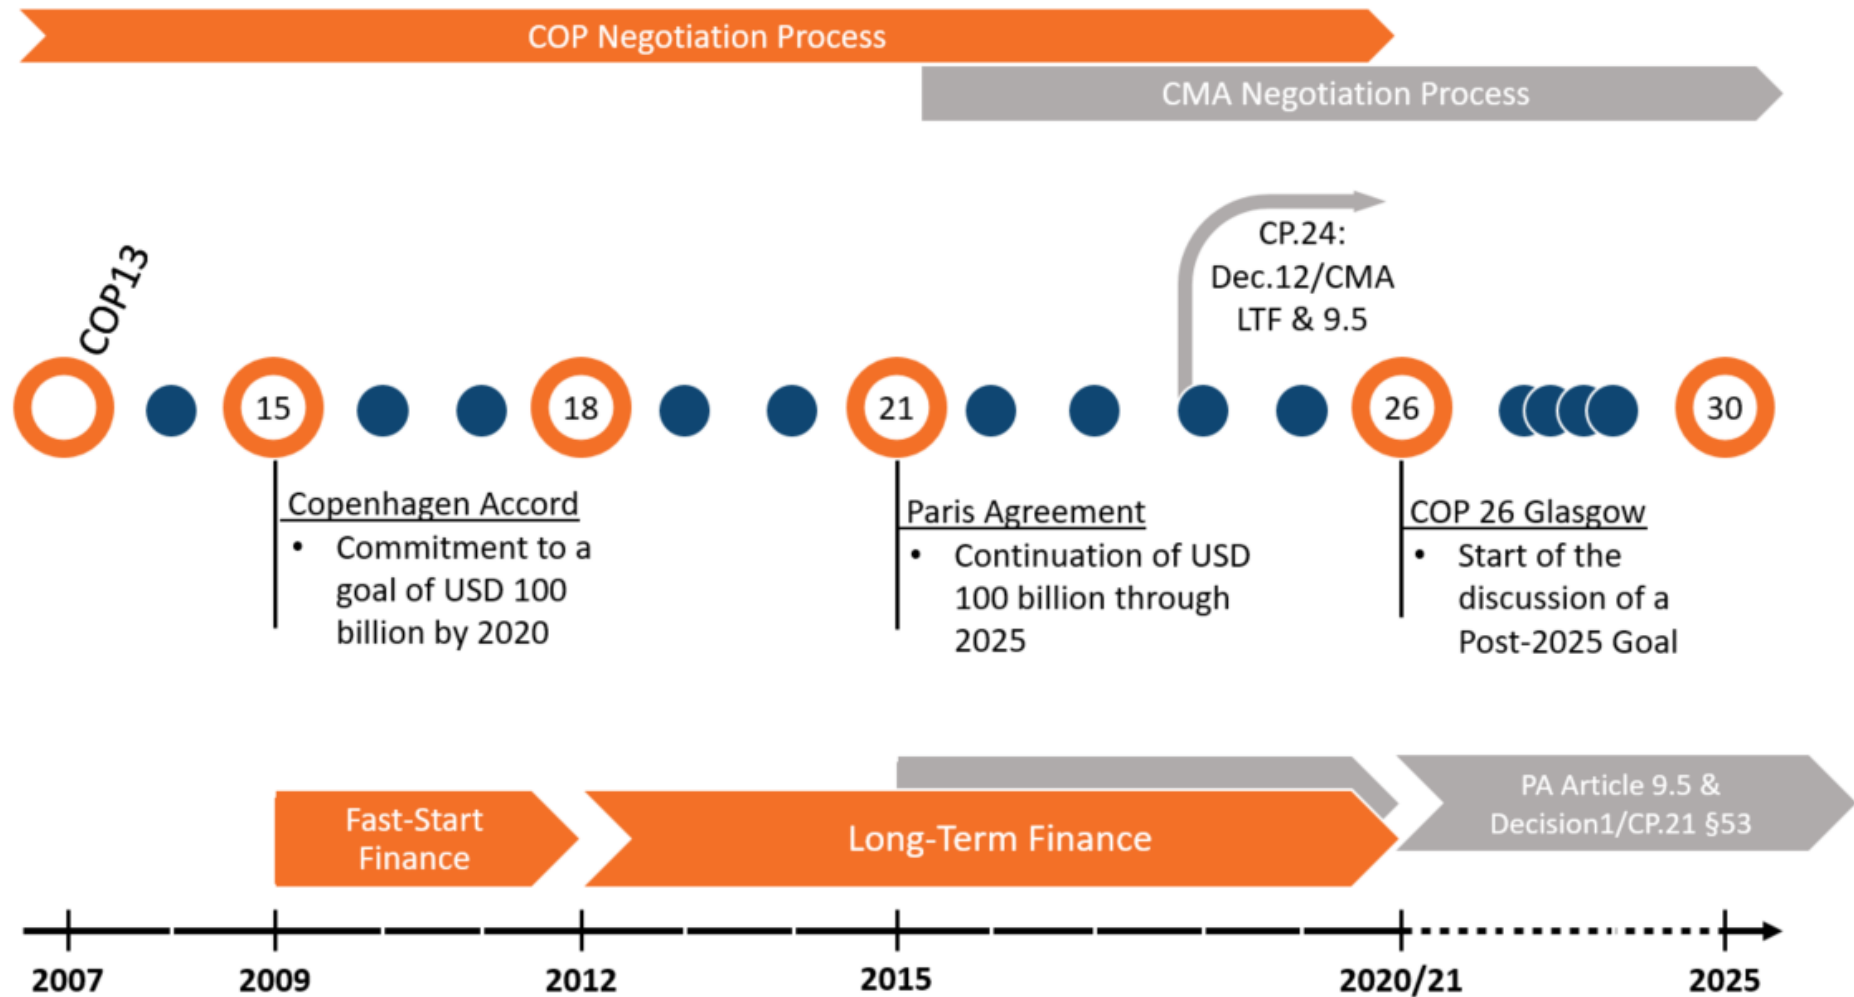 COP Negotiation Process
CMA Negotiation Process
COP13
CP.24:
Dec.12/CMA
LTF & 9.5
15
18
21
26
30
Copenhagen Accord
• Commitment to a
goal of USD 100
billion by 2020
Paris Agreement
• Continuation of USD
100 billion through
2025
COP 26 Glasgow
• Start of the
discussion of a
Post-2025 Goal
Fast-Start
Finance
Long-Term Finance
PA Article 9.5 &
Decision1/CP.21 §53
2007
2009
2012
2015
2020/21
2025